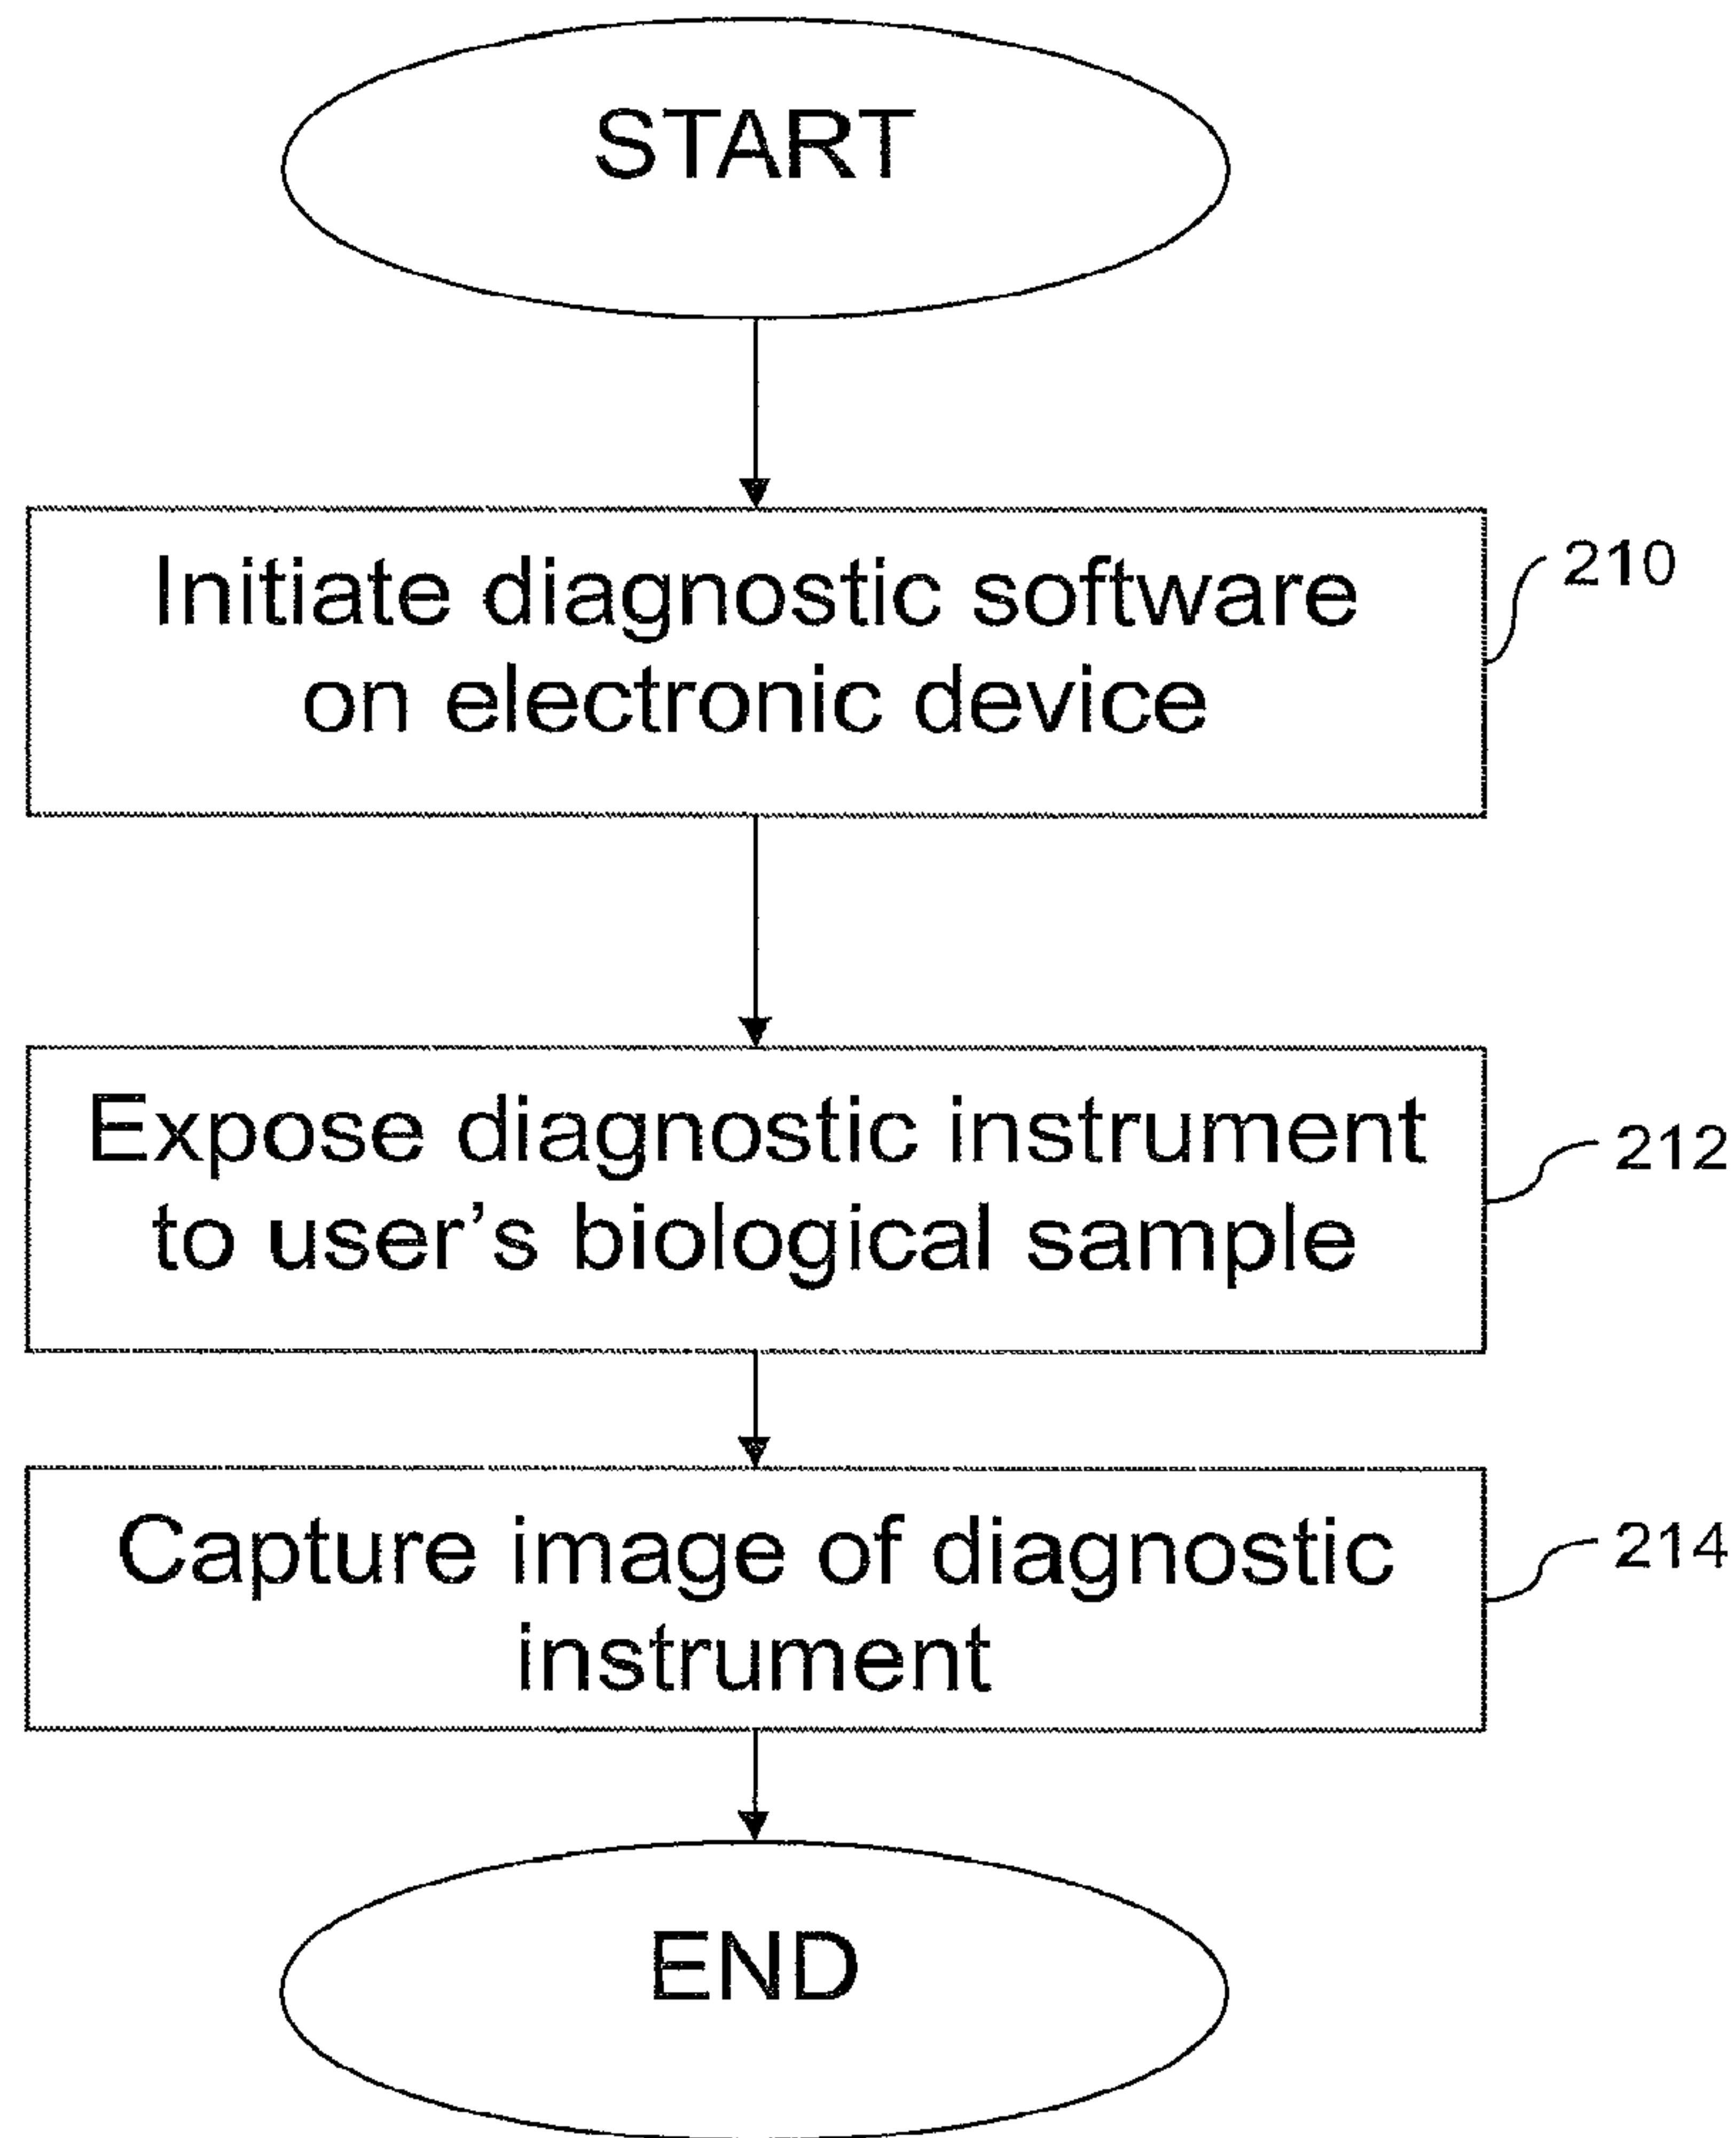 START
Initiate diagnostic software
on electronic device
210
Expose diagnostic instrument
to user’s biological sample
212
Capture image of diagnostic
instrument
214
END